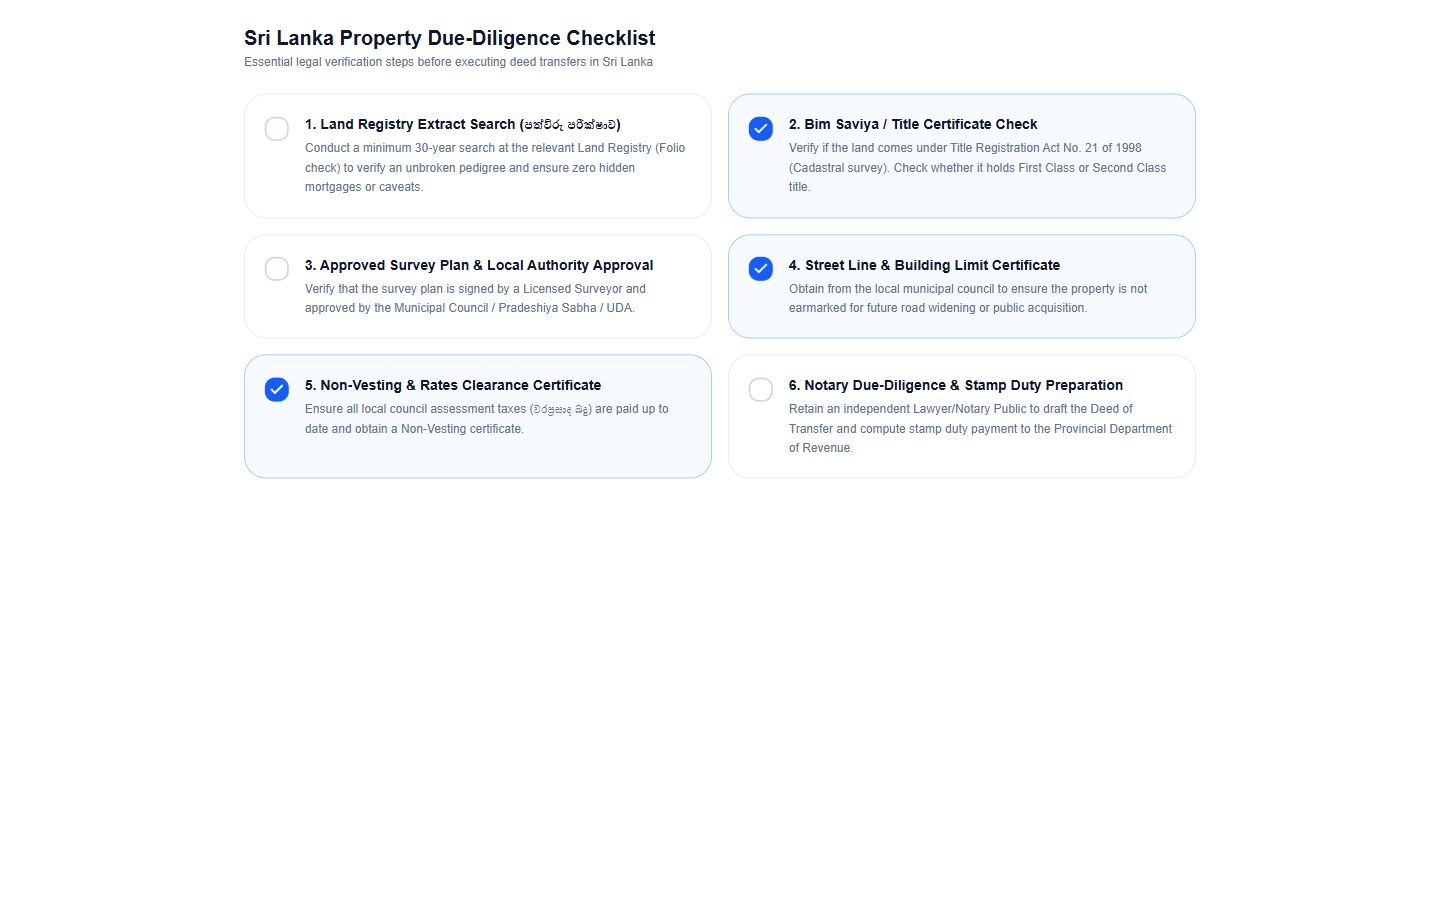 Sri Lanka Property Due-Diligence Checklist
Essential legal verification steps before executing deed transfers in Sri Lanka
1. Land Registry Extract Search (පත්විරු පරීක්ෂාව)
Conduct a minimum 30-year search at the relevant Land Registry (Folio
check) to verify an unbroken pedigree and ensure zero hidden
mortgages or caveats.
2. Bim Saviya / Title Certificate Check
Verify if the land comes under Title Registration Act No. 21 of 1998
(Cadastral survey). Check whether it holds First Class or Second Class
title.
3. Approved Survey Plan & Local Authority Approval
Verify that the survey plan is signed by a Licensed Surveyor and
approved by the Municipal Council / Pradeshiya Sabha / UDA.
4. Street Line & Building Limit Certificate
Obtain from the local municipal council to ensure the property is not
earmarked for future road widening or public acquisition.
5. Non-Vesting & Rates Clearance Certificate
Ensure all local council assessment taxes (වරප්‍රසාද බදු) are paid up to
date and obtain a Non-Vesting certificate.
6. Notary Due-Diligence & Stamp Duty Preparation
Retain an independent Lawyer/Notary Public to draft the Deed of
Transfer and compute stamp duty payment to the Provincial Department
of Revenue.